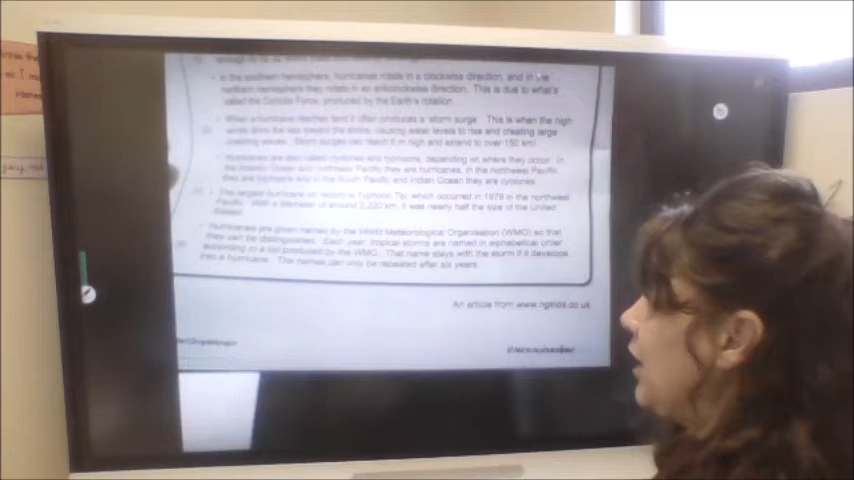 • In the southern hemisphere, hurricanes rotate in a clockwise direction, and in the
northern hemisphere they rotate in an anticlockwise direction. This is due to what's
called the Coriolis Force, produced by the Earth's rotation.
• When a hurricane reaches land it often produces a 'storm surge'. This is when the high
winds drive the sea toward the shore, causing water levels to rise and creating large
crashing waves. Storm surges can reach 6 m high and extend to over 150 km!
• Hurricanes are also called cyclones and typhoons, depending on where they occur. In
the Atlantic Ocean and northeast Pacific they are hurricanes, in the northwest Pacific
they are typhoons and in the South Pacific and Indian Ocean they are cyclones.
• The largest hurricane on record is Typhoon Tip, which occurred in 1979 in the northwest
Pacific. With a diameter of around 2,220 km, it was nearly half the size of the United
States!
• Hurricanes are given names by the World Meteorological Organisation (WMO) so that
they can be distinguished. Each year, tropical storms are named in alphabetical order
according to a list produced by the WMO. That name stays with the storm if it develops
into a hurricane. The names can only be repeated after six years.
An article from www.ngkids.co.uk